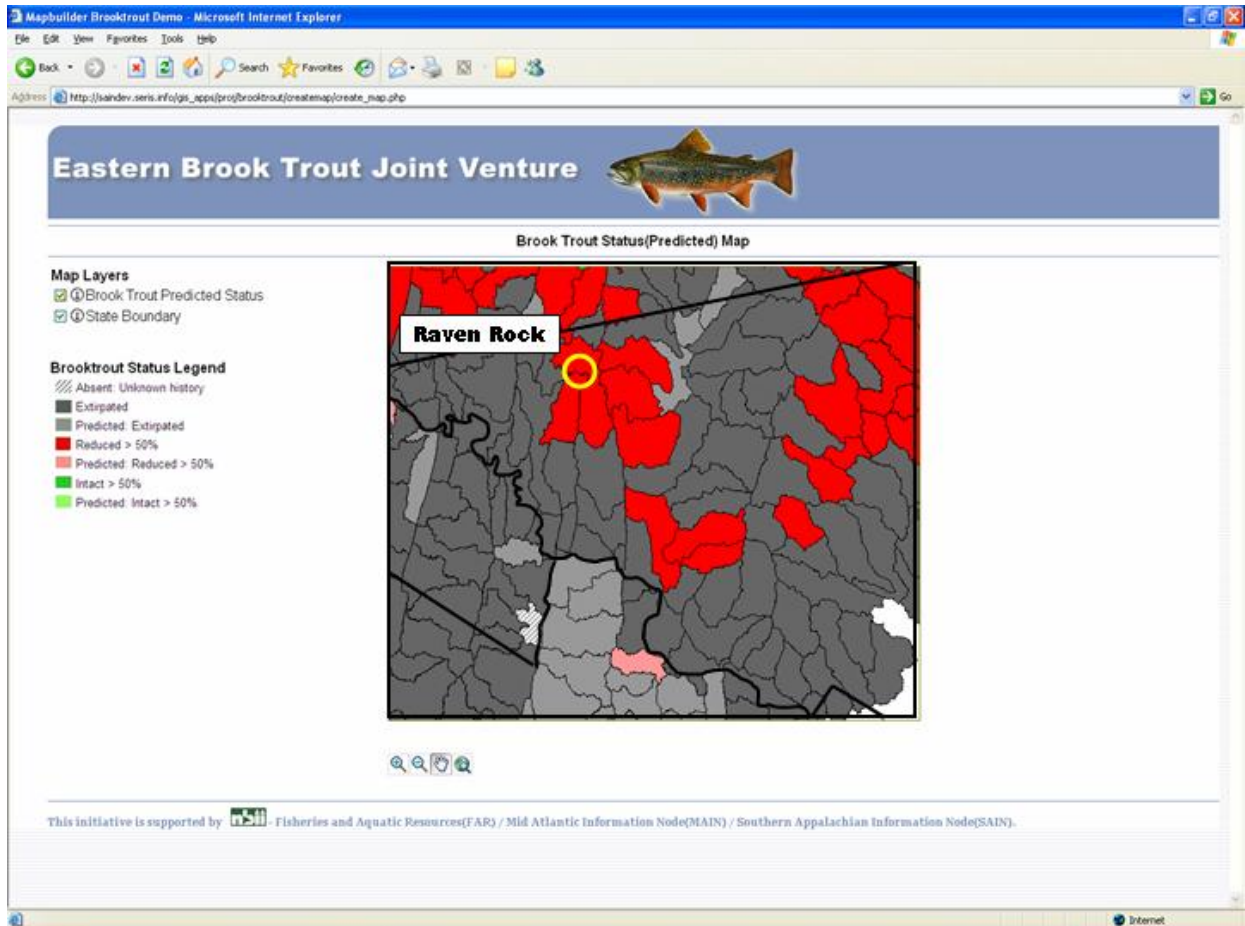 Mapbuilder Brooktrout Demo - Microsoft Internet Explorer
File Edit View Favorites Tools Help
Back Search Favorites
Address http://saindev.seris.info/gis_apps/proj/brooktrout/createmap/create_map.php Go
Eastern Brook Trout Joint Venture
Brook Trout Status(Predicted) Map
Map Layers
Brook Trout Predicted Status
State Boundary
Raven Rock
Brooktrout Status Legend
Absent: Unknown history
Extirpated
Predicted: Extirpated
Reduced > 50%
Predicted: Reduced > 50%
Intact > 50%
Predicted: Intact > 50%
This initiative is supported by - Fisheries and Aquatic Resources(FAR) / Mid Atlantic Information Node(MAIN) / Southern Appalachian Information Node(SAIN).
Internet